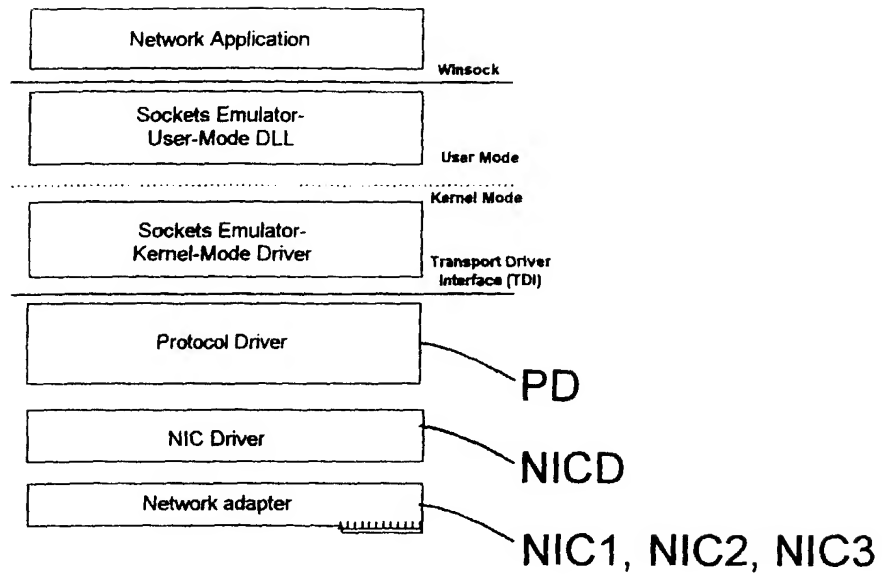 Network Application
Winsock
Sockets Emulator-
User-Mode DLL
User Mode
Kernel Mode
Sockets Emulator-
Kernel-Mode Driver
Transport Driver
Interface (TDI)
Protocol Driver
PD
NIC Driver
NICD
Network adapter
NIC1, NIC2, NIC3